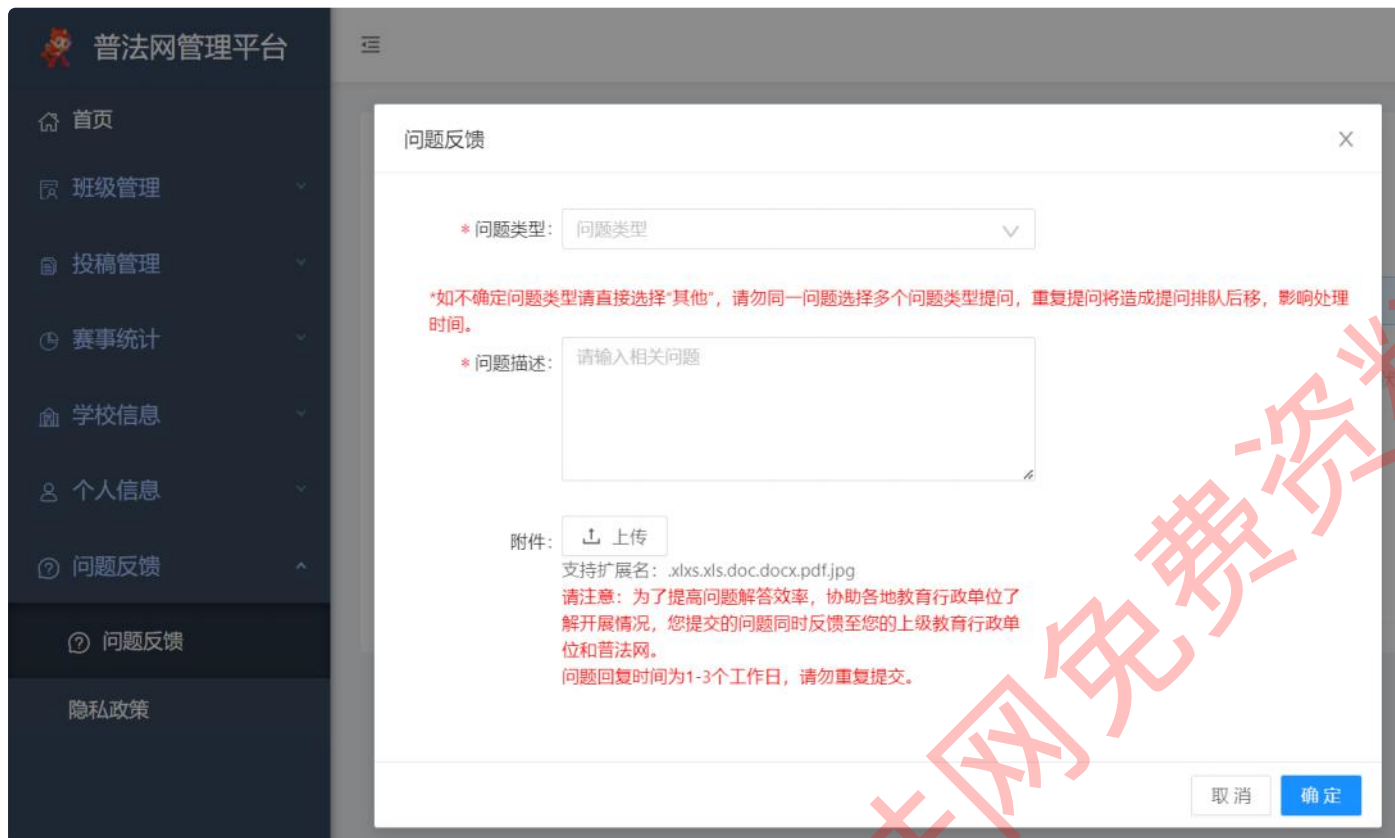 普法网管理平台
首页
班级管理
投稿管理
赛事统计
学校信息
个人信息
问题反馈
问题反馈
隐私政策
问题反馈
* 问题类型: 问题类型
*如不确定问题类型请直接选择“其他”，请勿同一问题选择多个问题类型提问，重复提问将造成提问排队后移，影响处理
时间。
* 问题描述: 请输入相关问题
附件: 上传
支持扩展名：.xlxs.xls.doc.docx.pdf.jpg
请注意：为了提高问题解答效率，协助各地教育行政单位了
解开展情况，您提交的问题同时反馈至您的上级教育行政单
位和普法网。
问题回复时间为1-3个工作日，请勿重复提交。
取消 确定
网免费资料